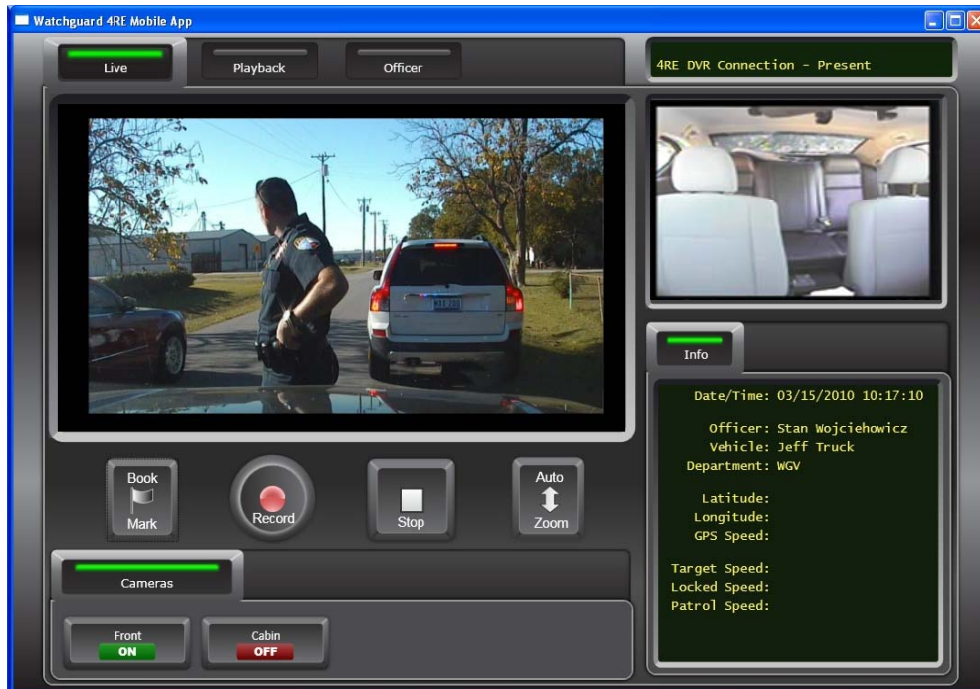 Watchguard 4RE Mobile App
Live
Playback
Officer
4RE DVR Connection - Present
Info
Date/Time: 03/15/2010 10:17:10
Officer: Stan Wojciehowicz
Vehicle: Jeff Truck
Department: WGV
Latitude:
Longitude:
GPS Speed:
Target Speed:
Locked Speed:
Patrol Speed:
Book
Mark
Record
Stop
Auto
Zoom
Cameras
Front
ON
Cabin
OFF